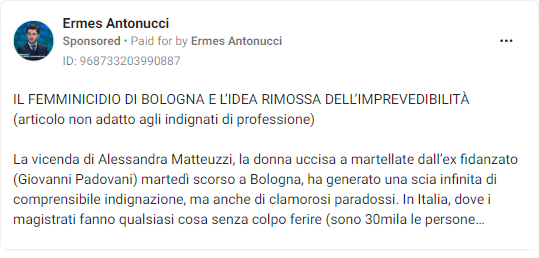 Ermes Antonucci
Sponsored • Paid for by Ermes Antonucci
ID: 968733203990887
IL FEMMINICIDIO DI BOLOGNA E L'IDEA RIMOSSA DELL'IMPREVEDIBILITÀ
(articolo non adatto agli indignati di professione)
La vicenda di Alessandra Matteuzzi, la donna uccisa a martellate dall'ex fidanzato
(Giovanni Padovani) martedì scorso a Bologna, ha generato una scia infinita di
comprensibile indignazione, ma anche di clamorosi paradossi. In Italia, dove i
magistrati fanno qualsiasi cosa senza colpo ferire (sono 30mila le persone…